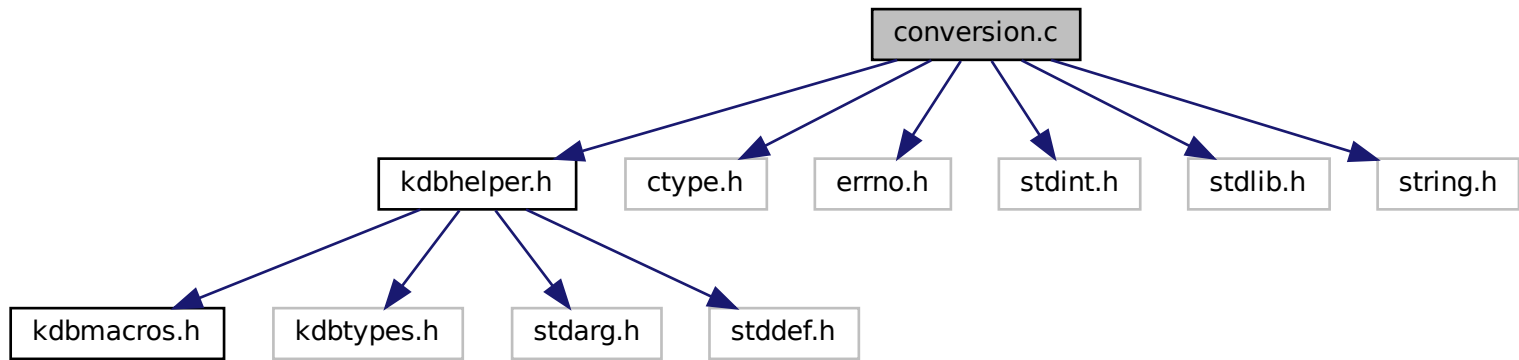 conversion.c
kdbhelper.h
ctype.h
errno.h
stdint.h
stdlib.h
string.h
kdbmacros.h
kdbtypes.h
stdarg.h
stddef.h